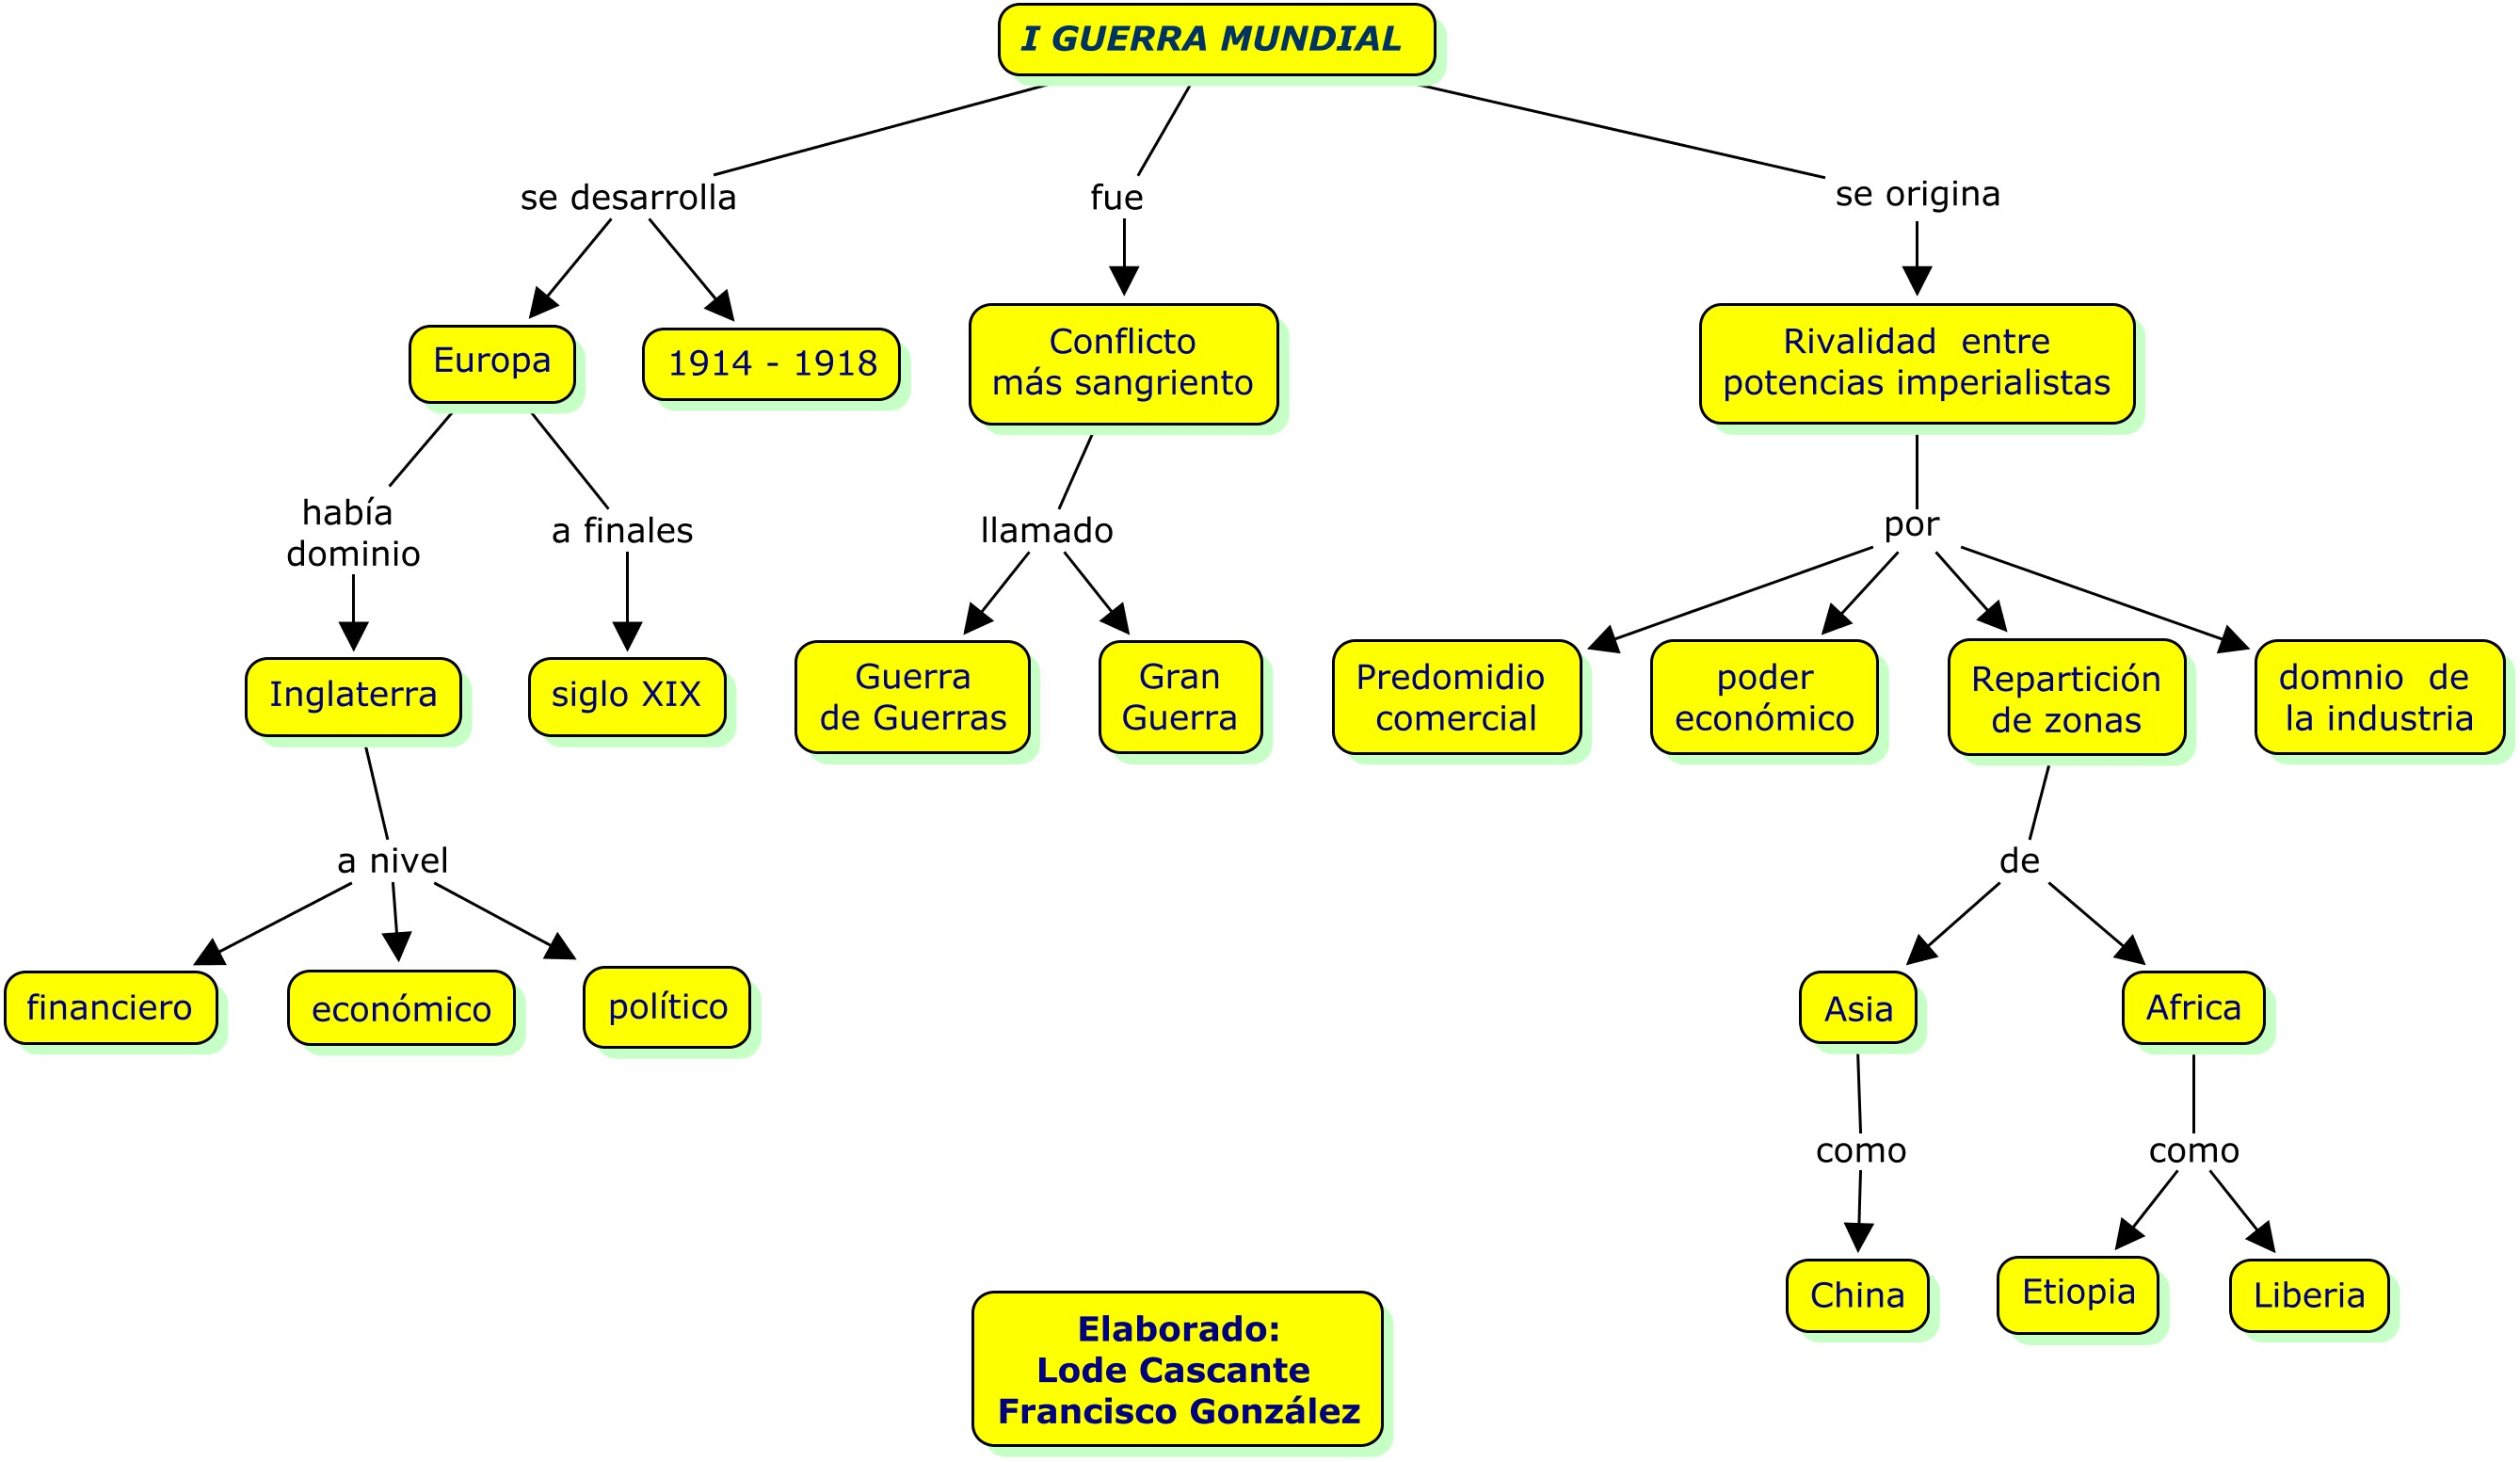 I GUERRA MUNDIAL
se desarrolla
fue
se origina
Europa
1914 - 1918
Conflicto
más sangriento
Rivalidad entre
potencias imperialistas
había
dominio
a finales
llamado
por
Inglaterra
siglo XIX
Guerra
de Guerras
Gran
Guerra
Predomidio
comercial
poder
económico
Repartición
de zonas
domnio de
la industria
a nivel
de
financiero
económico
político
Asia
Africa
como
como
China
Etiopia
Liberia
Elaborado:
Lode Cascante
Francisco González